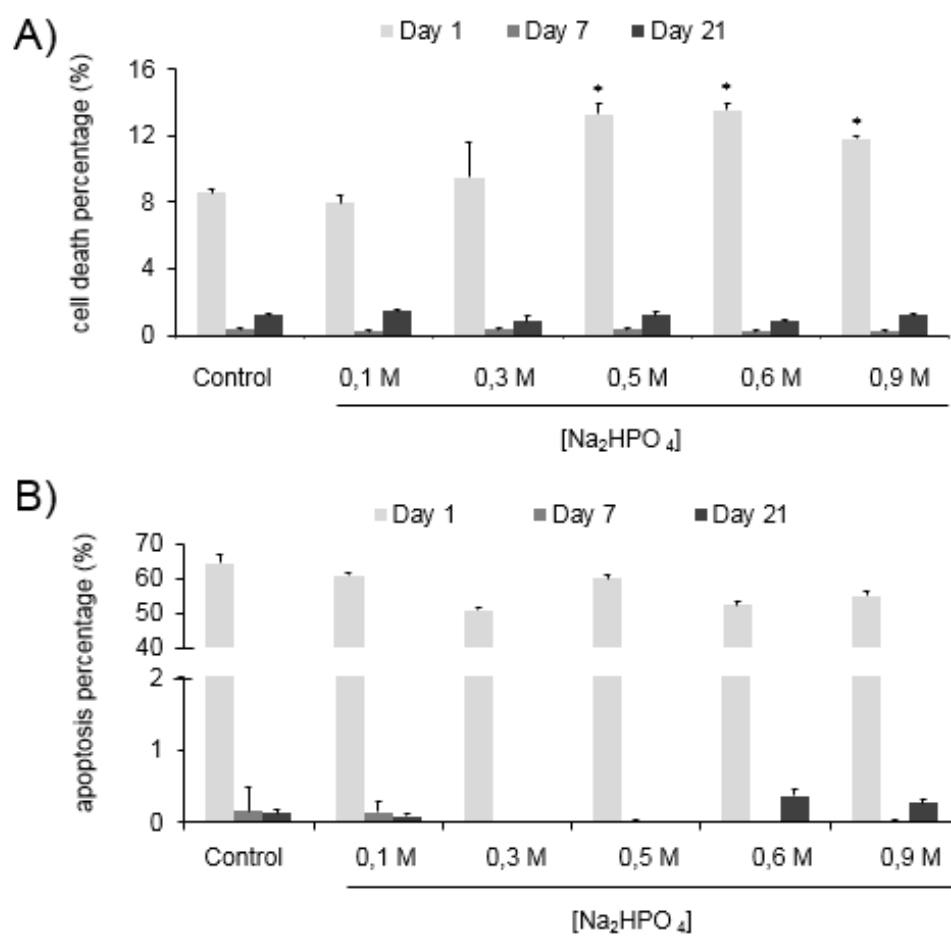 A)
Day 1 Day 7 Day 21
cell death percentage (%)
16
12
8
4
0
* * *
Control 0,1 M 0,3 M 0,5 M 0,6 M 0,9 M
[Na₂HPO₄]
B)
Day 1 Day 7 Day 21
apoptosis percentage (%)
70
60
50
40
2
1
0
Control 0,1 M 0,3 M 0,5 M 0,6 M 0,9 M
[Na₂HPO₄]